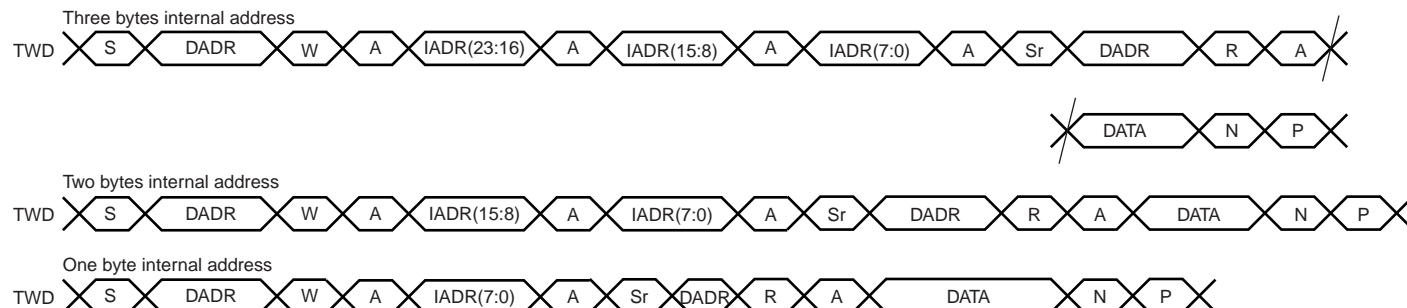 Three bytes internal address
TWD S DADR W A IADR(23:16) A IADR(15:8) A IADR(7:0) A Sr DADR R A
DATA N P
Two bytes internal address
TWD S DADR W A IADR(15:8) A IADR(7:0) A Sr DADR R A DATA N P
One byte internal address
TWD S DADR W A IADR(7:0) A Sr DADR R A DATA N P